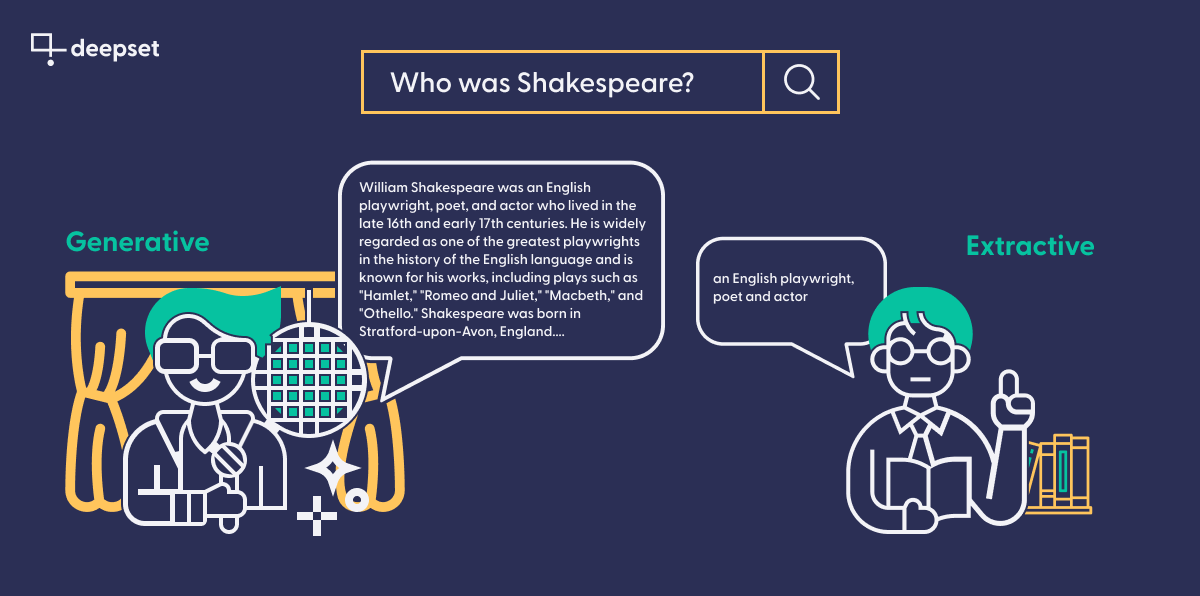 deepset
Who was Shakespeare?
Generative
William Shakespeare was an English
playwright, poet, and actor who lived in the
late 16th and early 17th centuries. He is widely
regarded as one of the greatest playwrights
in the history of the English language and is
known for his works, including plays such as
"Hamlet," "Romeo and Juliet," "Macbeth," and
"Othello." Shakespeare was born in
Stratford-upon-Avon, England....
Extractive
an English playwright,
poet and actor